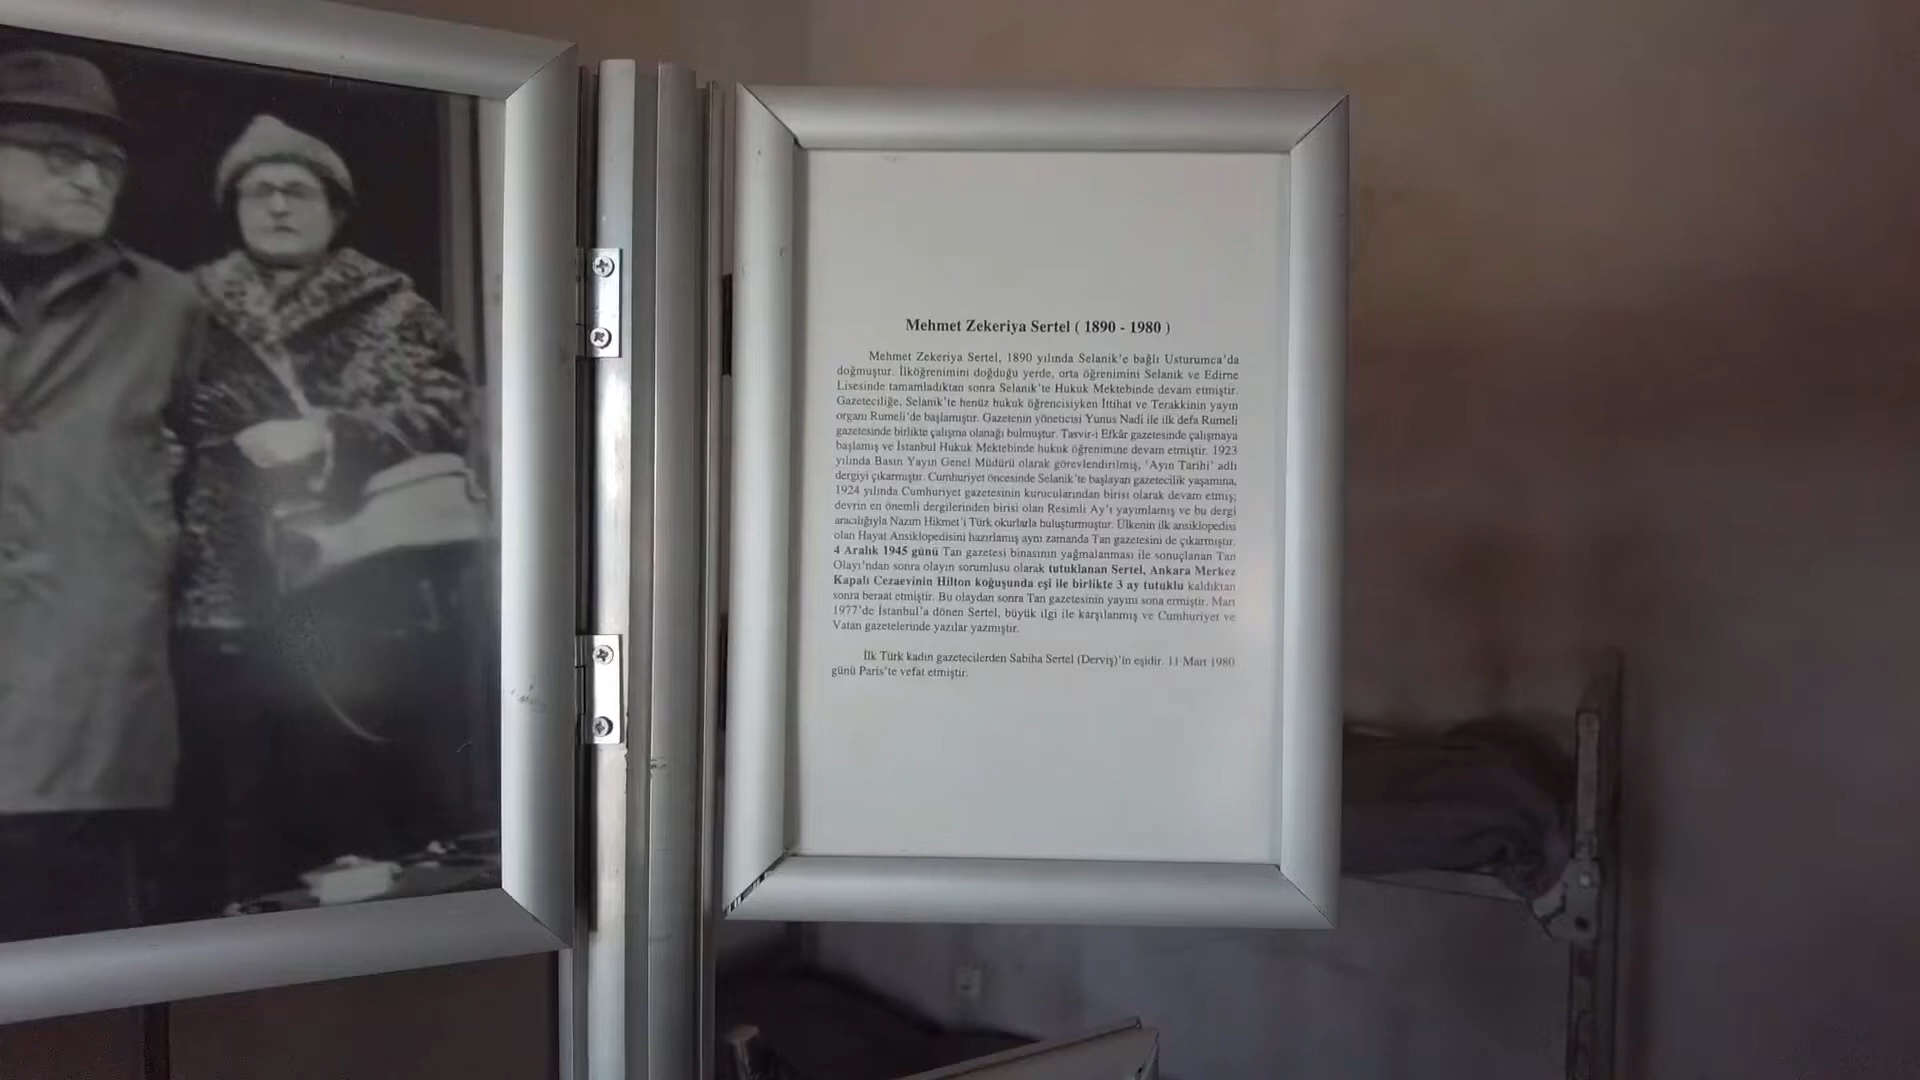 Mehmet Zekeriya Sertel ( 1890 - 1980 )
Mehmet Zekeriya Sertel, 1890 yılında Selanik'e bağlı Usturumca'da
doğmuştur. İlköğrenimini doğduğu yerde, orta öğrenimini Selanik ve Edirne
Lisesinde tamamladıktan sonra Selanik'te Hukuk Mektebinde devam etmiştir.
Gazeteciliğe, Selanik'te henüz hukuk öğrencisiyken İttihat ve Terakkinin yayın
organı Rumeli'de başlamıştır. Gazetenin yöneticisi Yunus Nadi ile ilk defa Rumeli
gazetesinde birlikte çalışma olanağı bulmuştur. Tasvir-i Efkâr gazetesinde çalışmaya
başlamış ve İstanbul Hukuk Mektebinde hukuk öğrenimine devam etmiştir. 1923
yılında Basın Yayın Genel Müdürü olarak görevlendirilmiş, 'Ayın Tarihi' adlı
dergiyi çıkarmıştır. Cumhuriyet öncesinde Selanik'te başlayan gazetecilik yaşamına,
1924 yılında Cumhuriyet gazetesinin kurucularından birisi olarak devam etmiş;
devrin en önemli dergilerinden birisi olan Resimli Ay'ı yayımlamış ve bu dergi
aracılığıyla Nazım Hikmet'i Türk okurlarla buluşturmuştur. Ülkenin ilk ansiklopedisi
olan Hayat Ansiklopedisini hazırlamış aynı zamanda Tan gazetesini de çıkarmıştır.
4 Aralık 1945 günü Tan gazetesi binasının yağmalanması ile sonuçlanan Tan
Olayı'ndan sonra olayın sorumlusu olarak tutuklanan Sertel, Ankara Merkez
Kapalı Cezaevinin Hilton koğuşunda eşi ile birlikte 3 ay tutuklu kaldıktan
sonra beraat etmiştir. Bu olaydan sonra Tan gazetesinin yayını sona ermiştir. Mart
1977'de İstanbul'a dönen Sertel, büyük ilgi ile karşılanmış ve Cumhuriyet ve
Vatan gazetelerinde yazılar yazmıştır.
İlk Türk kadın gazetecilerden Sabiha Sertel (Derviş)'in eşidir. 11 Mart 1980
günü Paris'te vefat etmiştir.